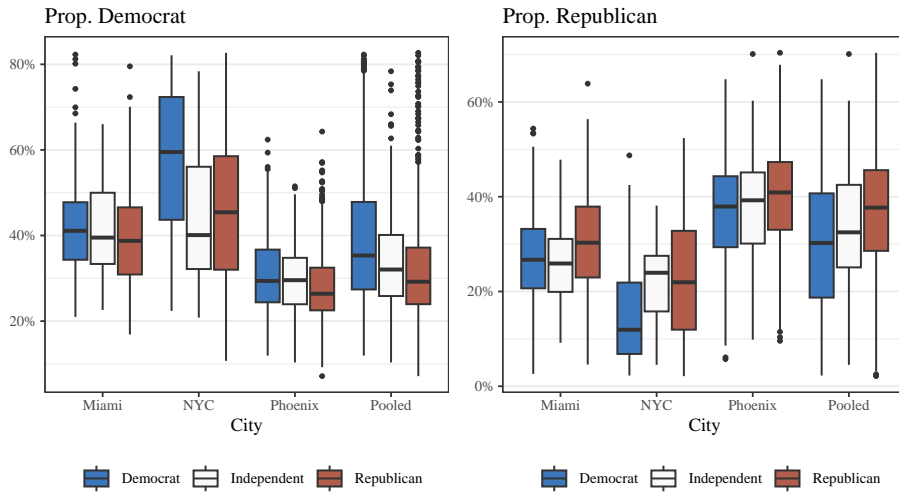 Prop. Democrat
80%
60%
40%
20%
Miami NYC Phoenix Pooled
City
Democrat Independent Republican
Prop. Republican
60%
40%
20%
0%
Miami NYC Phoenix Pooled
City
Democrat Independent Republican